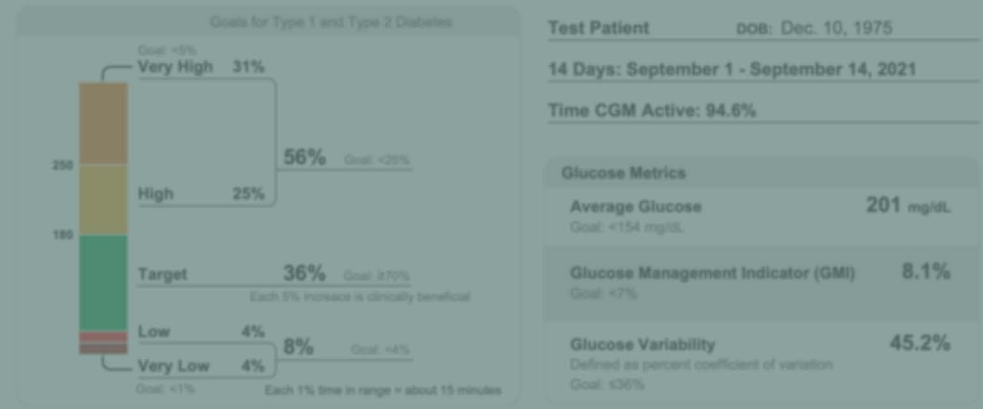 Goals for Type 1 and Type 2 Diabetes
Goal: <5%
Very High 31%
56% Goal: <25%
250
High 25%
180
Target 36% Goal: ≥70%
Each 5% increase is clinically beneficial
Low 4%
8% Goal: <4%
Very Low 4%
Goal: <1%
Each 1% time in range = about 15 minutes
Test Patient DOB: Dec. 10, 1975
14 Days: September 1 - September 14, 2021
Time CGM Active: 94.6%
Glucose Metrics
Average Glucose 201 mg/dL
Goal: <154 mg/dL
Glucose Management Indicator (GMI) 8.1%
Goal: <7%
Glucose Variability 45.2%
Defined as percent coefficient of variation
Goal: ≤36%